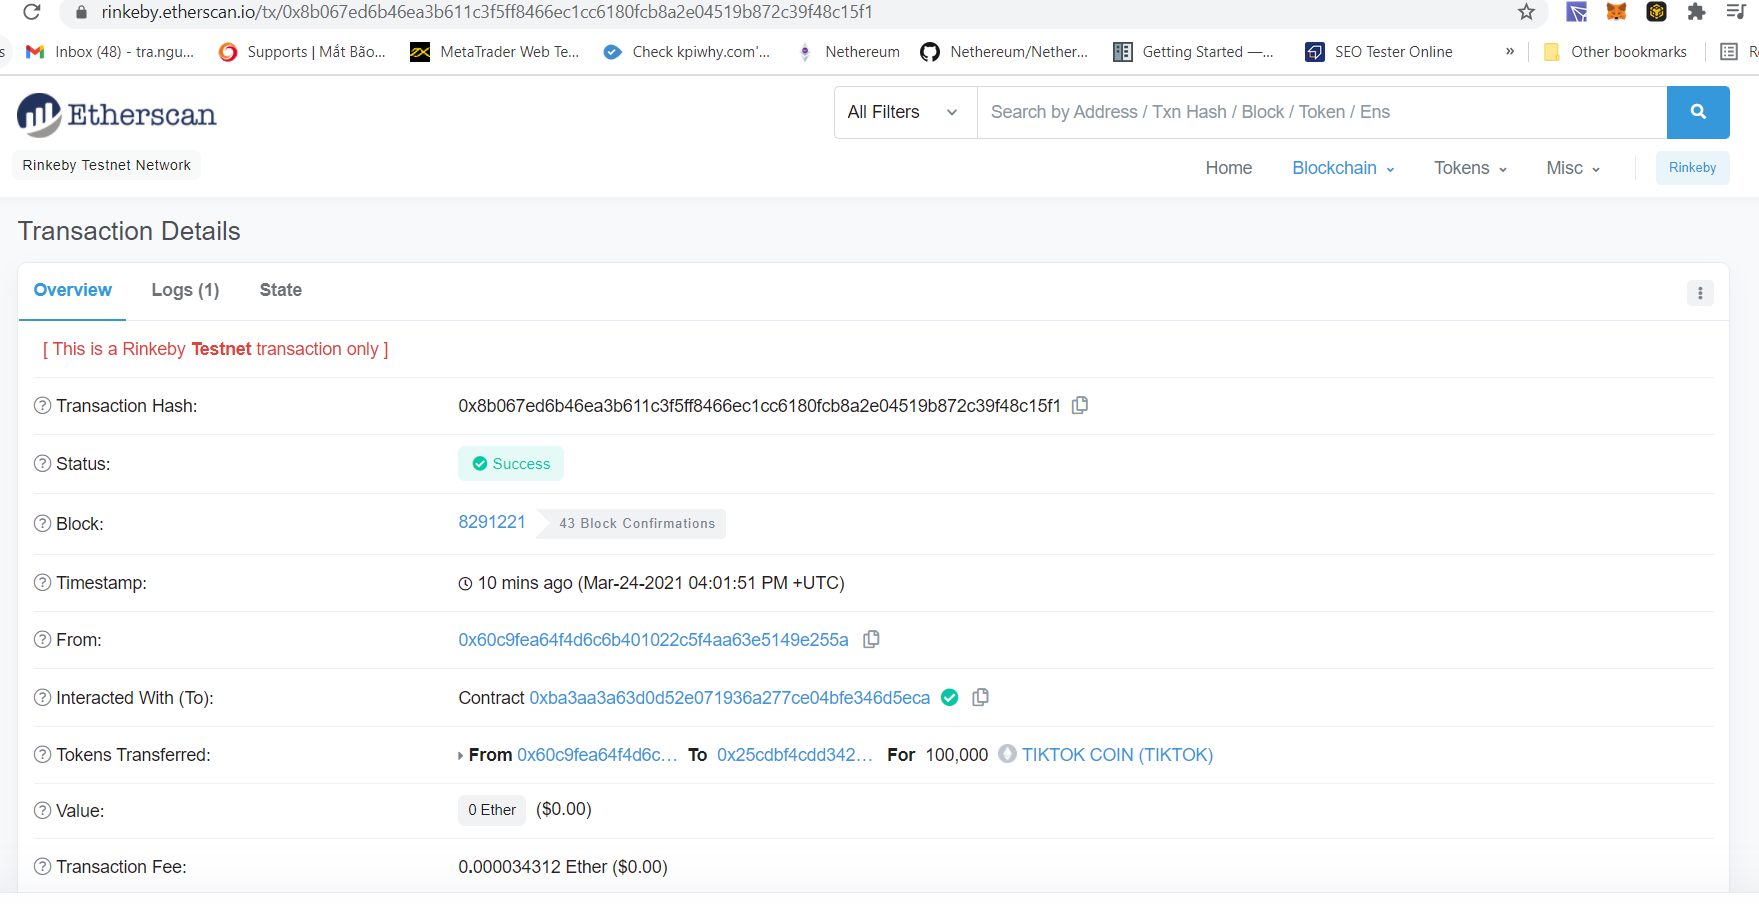 rinkeby.etherscan.io/tx/0x8b067ed6b46ea3b611c3f5ff8466ec1cc6180fcb8a2e04519b872c39f48c15f1
s Inbox (48) - tra.ngu... Supports | Mắt Bão... MetaTrader Web Te... Check kpiwhy.com'... Nethereum Nethereum/Nether... Getting Started —... SEO Tester Online » Other bookmarks
Etherscan
All Filters Search by Address / Txn Hash / Block / Token / Ens
Rinkeby Testnet Network
Home Blockchain Tokens Misc Rinkeby
Transaction Details
Overview Logs (1) State
[ This is a Rinkeby Testnet transaction only ]
Transaction Hash: 0x8b067ed6b46ea3b611c3f5ff8466ec1cc6180fcb8a2e04519b872c39f48c15f1
Status: Success
Block: 8291221 43 Block Confirmations
Timestamp: 10 mins ago (Mar-24-2021 04:01:51 PM +UTC)
From: 0x60c9fea64f4d6c6b401022c5f4aa63e5149e255a
Interacted With (To): Contract 0xba3aa3a63d0d52e071936a277ce04bfe346d5eca
Tokens Transferred: From 0x60c9fea64f4d6c... To 0x25cdbf4cdd342... For 100,000 TIKTOK COIN (TIKTOK)
Value: 0 Ether ($0.00)
Transaction Fee: 0.000034312 Ether ($0.00)